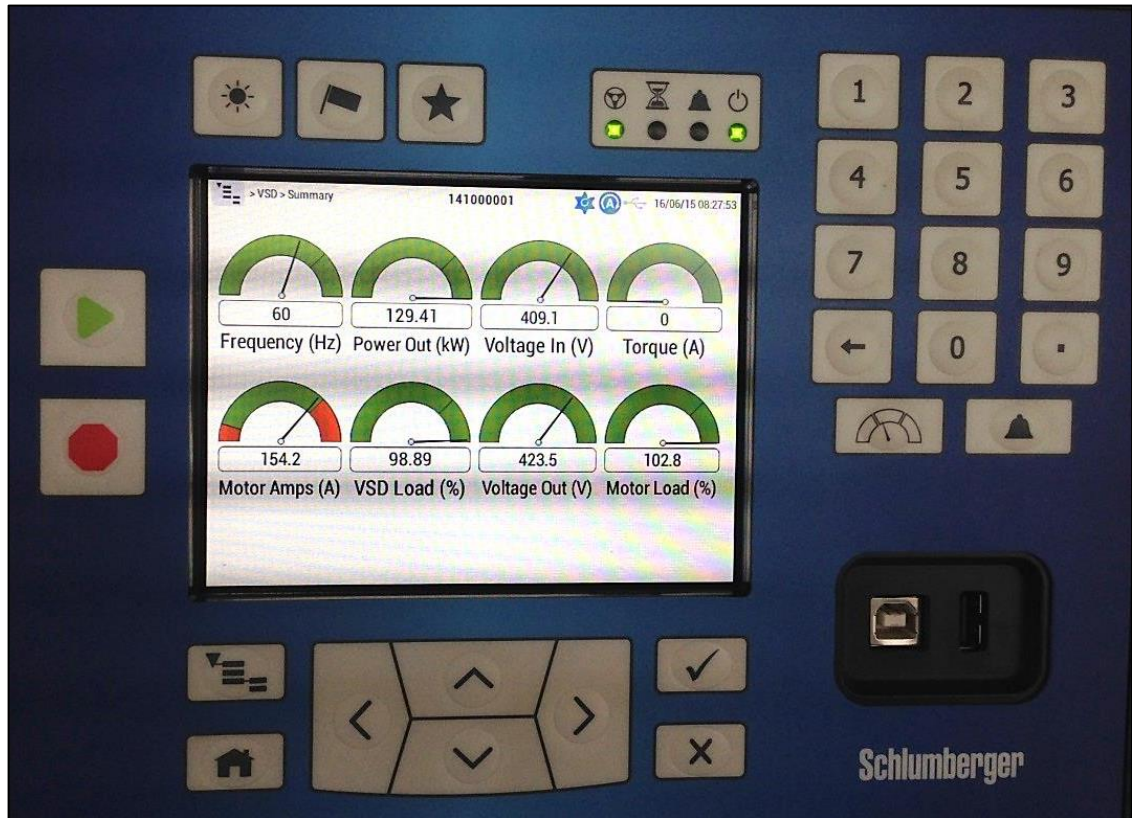 1 2 3
> VSD > Summary 141000001 A 16/06/15 08:27:53
4 5 6
7 8 9
60 129.41 409.1 0
Frequency (Hz) Power Out (kW) Voltage In (V) Torque (A)
0 .
154.2 98.89 423.5 102.8
Motor Amps (A) VSD Load (%) Voltage Out (V) Motor Load (%)
Schlumberger